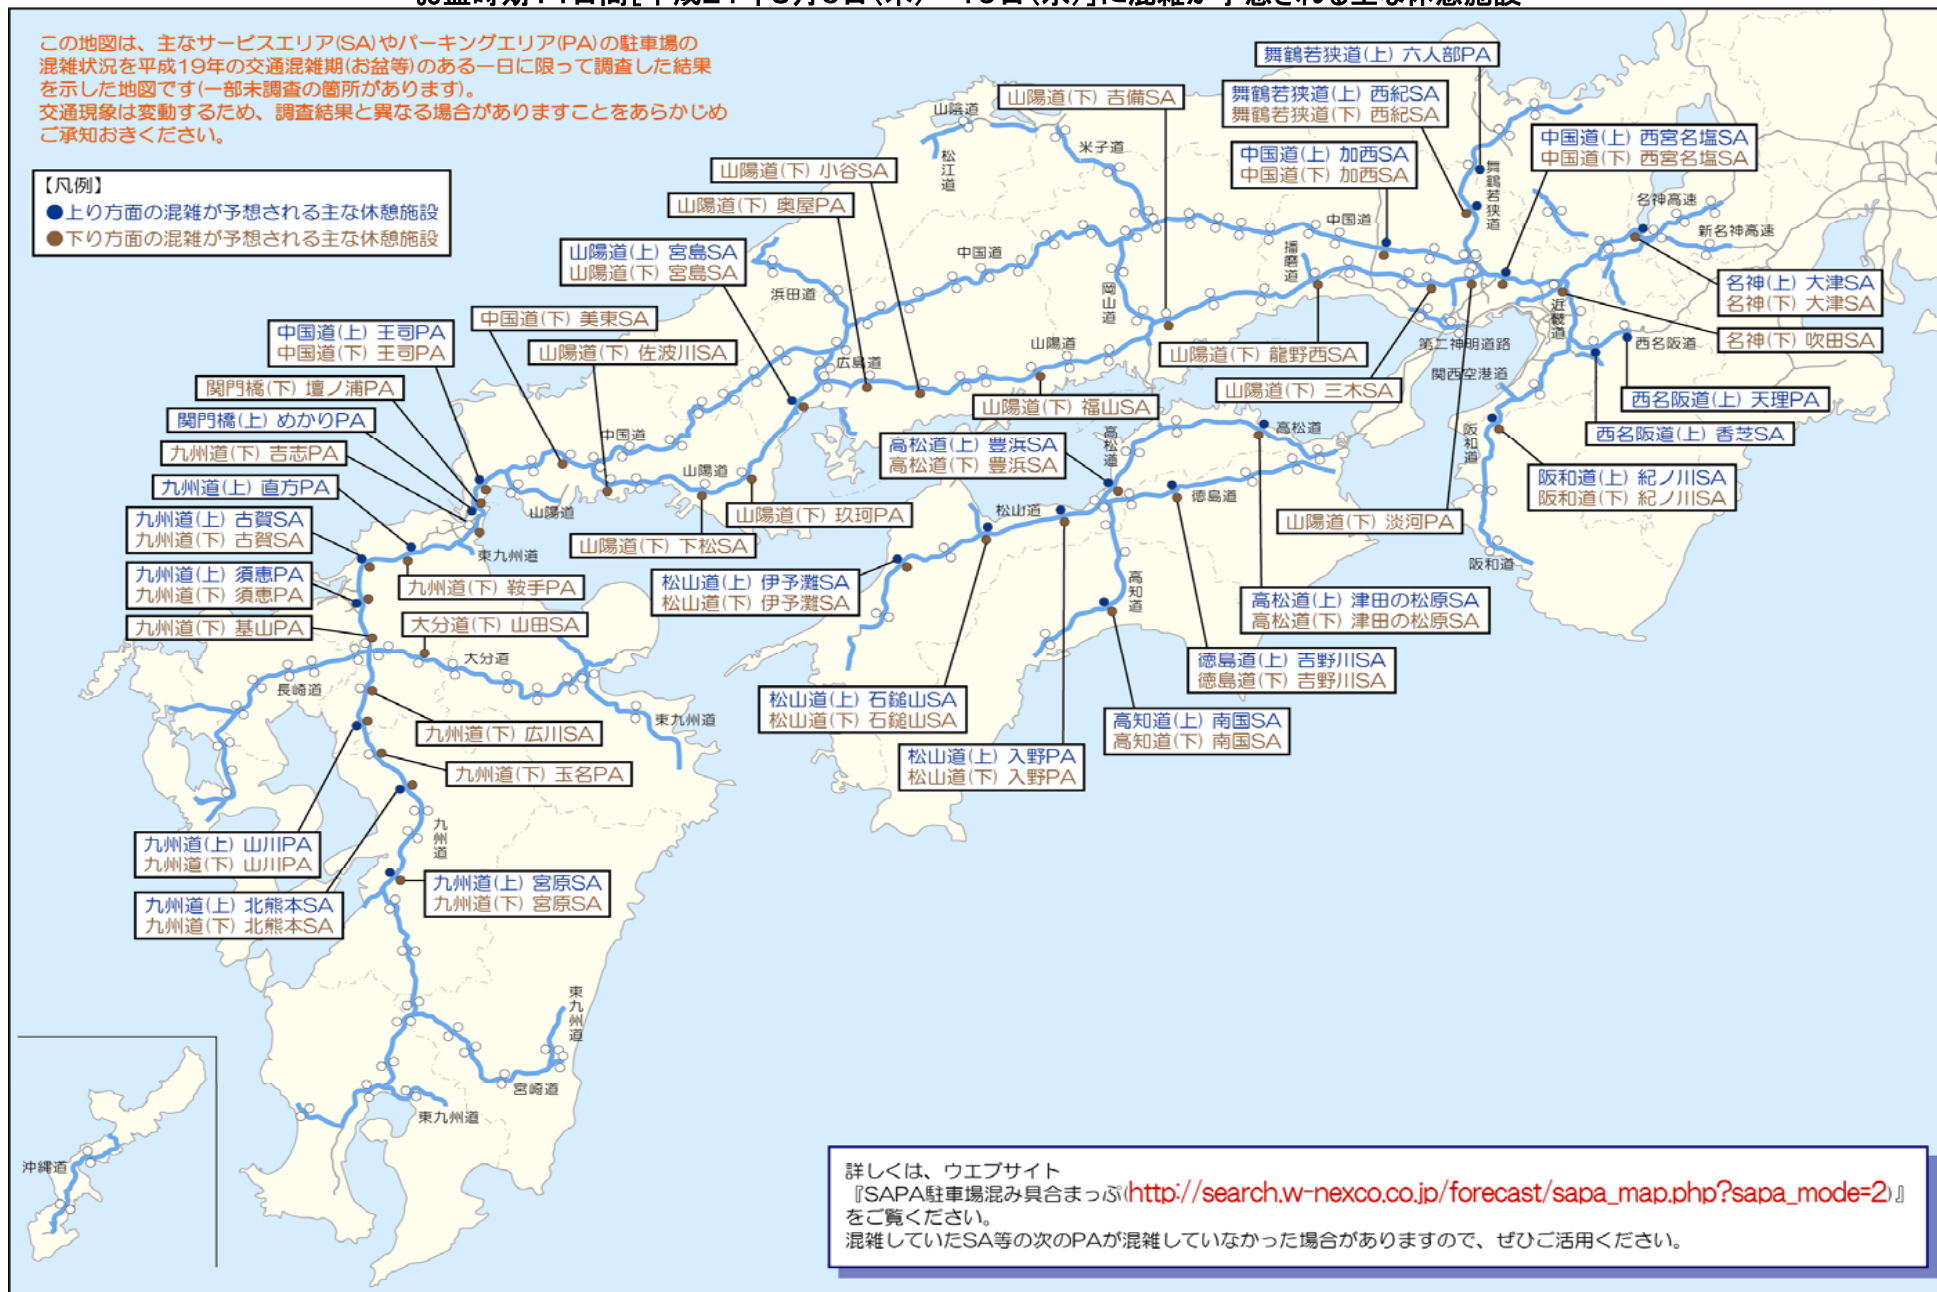 この地図は、主なサービスエリア(SA)やパーキングエリア(PA)の駐車場の
混雑状況を平成19年の交通混雑期(お盆等)のある一日に限って調査した結果
を示した地図です(一部未調査の箇所があります)。
交通現象は変動するため、調査結果と異なる場合がありますことをあらかじめ
ご承知おきください。
【凡例】
●上り方面の混雑が予想される主な休憩施設
●下り方面の混雑が予想される主な休憩施設
舞鶴若狭道(上) 六人部PA
舞鶴若狭道(上) 西紀SA
舞鶴若狭道(下) 西紀SA
山陽道(下) 吉備SA
中国道(上) 西宮名塩SA
中国道(下) 西宮名塩SA
中国道(上) 加西SA
中国道(下) 加西SA
山陽道(下) 小谷SA
山陽道(下) 奥屋PA
山陽道(上) 宮島SA
山陽道(下) 宮島SA
中国道(下) 美東SA
山陽道(下) 佐波川SA
中国道(上) 王司PA
中国道(下) 王司PA
関門橋(下) 壇ノ浦PA
関門橋(上) めかりPA
九州道(下) 吉志PA
九州道(上) 直方PA
九州道(上) 古賀SA
九州道(下) 古賀SA
九州道(上) 須恵PA
九州道(下) 須恵PA
九州道(下) 基山PA
九州道(下) 鞍手PA
大分道(下) 山田SA
九州道(下) 広川SA
九州道(下) 玉名PA
九州道(上) 山川PA
九州道(下) 山川PA
九州道(上) 北熊本SA
九州道(下) 北熊本SA
九州道(上) 宮原SA
九州道(下) 宮原SA
山陽道(下) 下松SA
山陽道(下) 玖珂PA
山陽道(下) 福山SA
山陽道(下) 龍野西SA
山陽道(下) 三木SA
山陽道(下) 淡河PA
名神(上) 大津SA
名神(下) 大津SA
名神(下) 吹田SA
西名阪道(上) 天理PA
西名阪道(上) 香芝SA
阪和道(上) 紀ノ川SA
阪和道(下) 紀ノ川SA
高松道(上) 豊浜SA
高松道(下) 豊浜SA
松山道(上) 伊予灘SA
松山道(下) 伊予灘SA
松山道(上) 石鎚山SA
松山道(下) 石鎚山SA
松山道(上) 入野PA
松山道(下) 入野PA
高知道(上) 南国SA
高知道(下) 南国SA
徳島道(上) 吉野川SA
徳島道(下) 吉野川SA
高松道(上) 津田の松原SA
高松道(下) 津田の松原SA
山陰道
松江道
米子道
中国道
中国道
中国道
浜田道
広島道
岡山道
播磨道
山陽道
山陽道
山陽道
舞鶴若狭道
名神高速
新名神高速
近畿道
西名阪道
第二神明道路
関西空港道
阪和道
阪和道
高松道
高松道
徳島道
松山道
高知道
東九州道
大分道
長崎道
東九州道
九州道
東九州道
宮崎道
東九州道
沖縄道
詳しくは、ウエブサイト
『SAPA駐車場混み具合まっぷ(http://search.w-nexco.co.jp/forecast/sapa_map.php?sapa_mode=2)』
をご覧ください。
混雑していたSA等の次のPAが混雑していなかった場合がありますので、ぜひご活用ください。